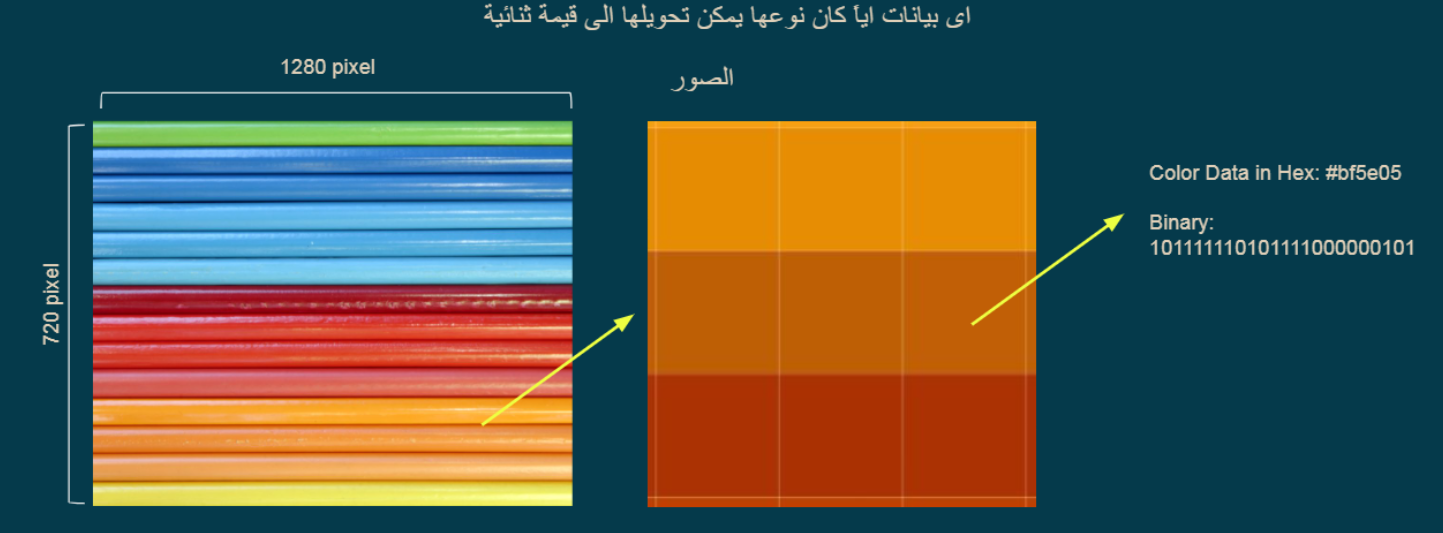 اى بيانات اياً كان نوعها يمكن تحويلها الى قيمة ثنائية
الصور
1280 pixel
720 pixel
Color Data in Hex: #bf5e05
Binary:
101111110101111000000101